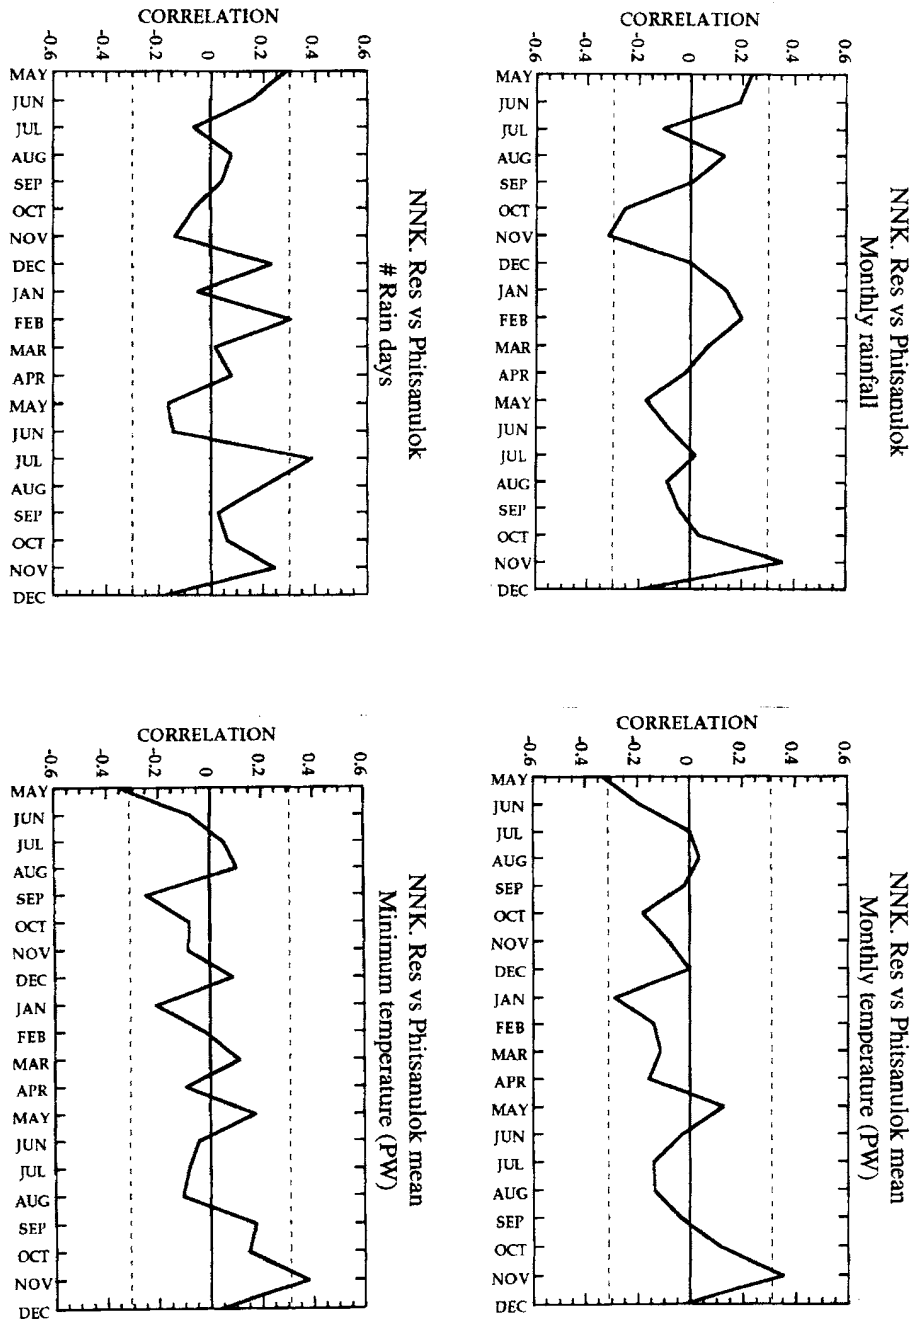 CORRELATION
-0.6
-0.4
-0.2
0
0.2
0.4
0.6
MAY
JUN
JUL
AUG
SEP
OCT
NOV
DEC
JAN
FEB
MAR
APR
MAY
JUN
JUL
AUG
SEP
OCT
NOV
DEC
NNK. Res vs Phitsanulok
# Rain days
CORRELATION
-0.6
-0.4
-0.2
0
0.2
0.4
0.6
MAY
JUN
JUL
AUG
SEP
OCT
NOV
DEC
JAN
FEB
MAR
APR
MAY
JUN
JUL
AUG
SEP
OCT
NOV
DEC
NNK. Res vs Phitsanulok
Monthly rainfall
CORRELATION
-0.6
-0.4
-0.2
0
0.2
0.4
0.6
MAY
JUN
JUL
AUG
SEP
OCT
NOV
DEC
JAN
FEB
MAR
APR
MAY
JUN
JUL
AUG
SEP
OCT
NOV
DEC
NNK. Res vs Phitsanulok mean
Minimum temperature (PW)
CORRELATION
-0.6
-0.4
-0.2
0
0.2
0.4
0.6
MAY
JUN
JUL
AUG
SEP
OCT
NOV
DEC
JAN
FEB
MAR
APR
MAY
JUN
JUL
AUG
SEP
OCT
NOV
DEC
NNK. Res vs Phitsanulok mean
Monthly temperature (PW)